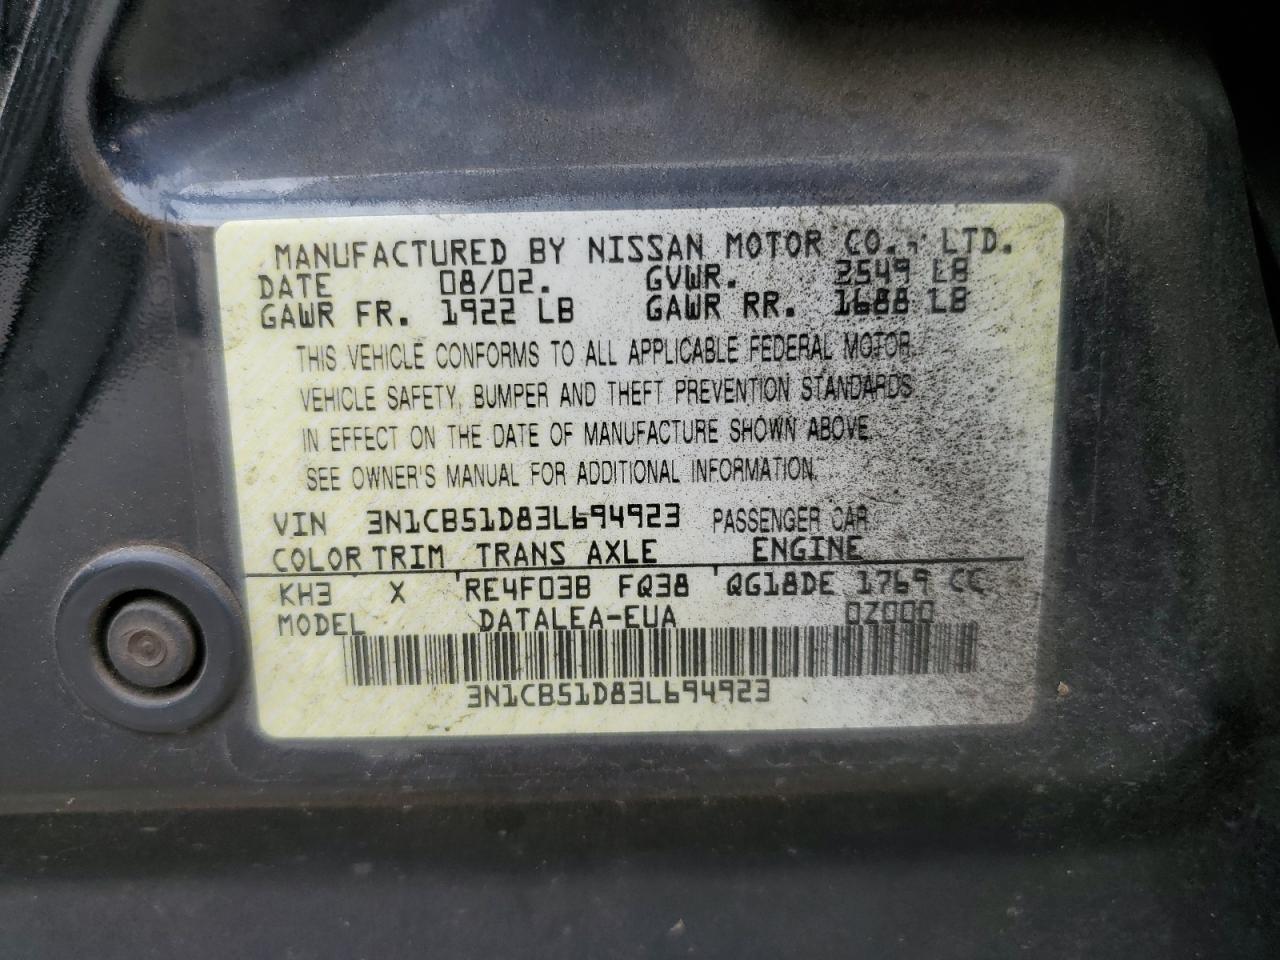 MANUFACTURED BY NISSAN MOTOR CO., LTD.
DATE 08/02. GVWR. 2549 LB
GAWR FR. 1922 LB GAWR RR. 1688 LB
THIS VEHICLE CONFORMS TO ALL APPLICABLE FEDERAL MOTOR
VEHICLE SAFETY, BUMPER AND THEFT PREVENTION STANDARDS
IN EFFECT ON THE DATE OF MANUFACTURE SHOWN ABOVE.
SEE OWNER'S MANUAL FOR ADDITIONAL INFORMATION.
VIN 3N1CB51D83L694923 PASSENGER CAR
COLOR TRIM TRANS AXLE ENGINE
KH3 X RE4F03B FQ38 QG18DE 1769 CC
MODEL DATALEA-EUA 0Z000
3N1CB51D83L694923